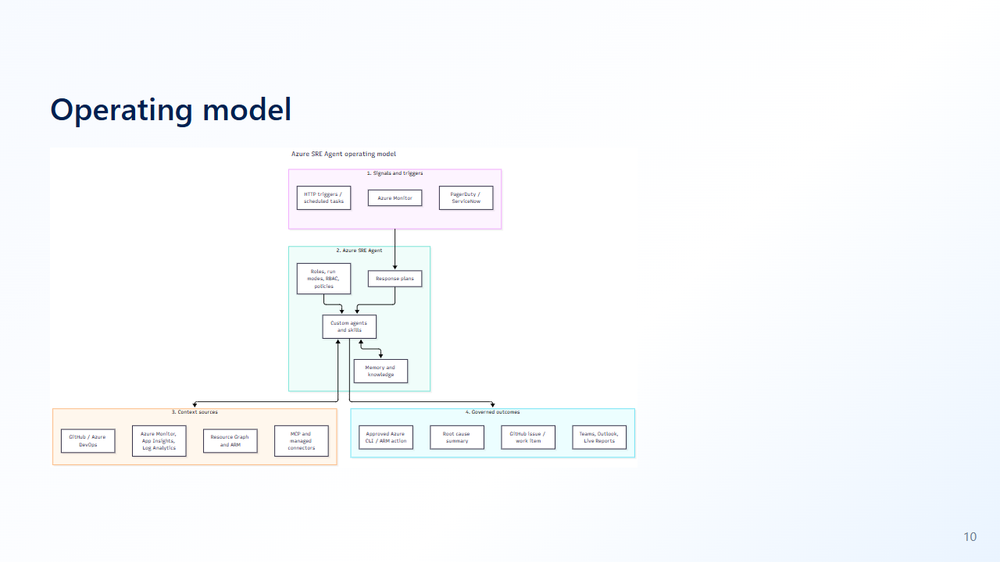 Operating model
Azure SRE Agent operating model
1. Signals and triggers
HTTP triggers /
scheduled tasks
Azure Monitor
PagerDuty /
ServiceNow
2. Azure SRE Agent
Roles, run
modes, RBAC,
policies
Response plans
Custom agents
and skills
Memory and
knowledge
3. Context sources
GitHub / Azure
DevOps
Azure Monitor,
App Insights,
Log Analytics
Resource Graph
and ARM
MCP and
managed
connectors
4. Governed outcomes
Approved Azure
CLI / ARM action
Root cause
summary
GitHub issue /
work item
Teams, Outlook,
Live Reports
10